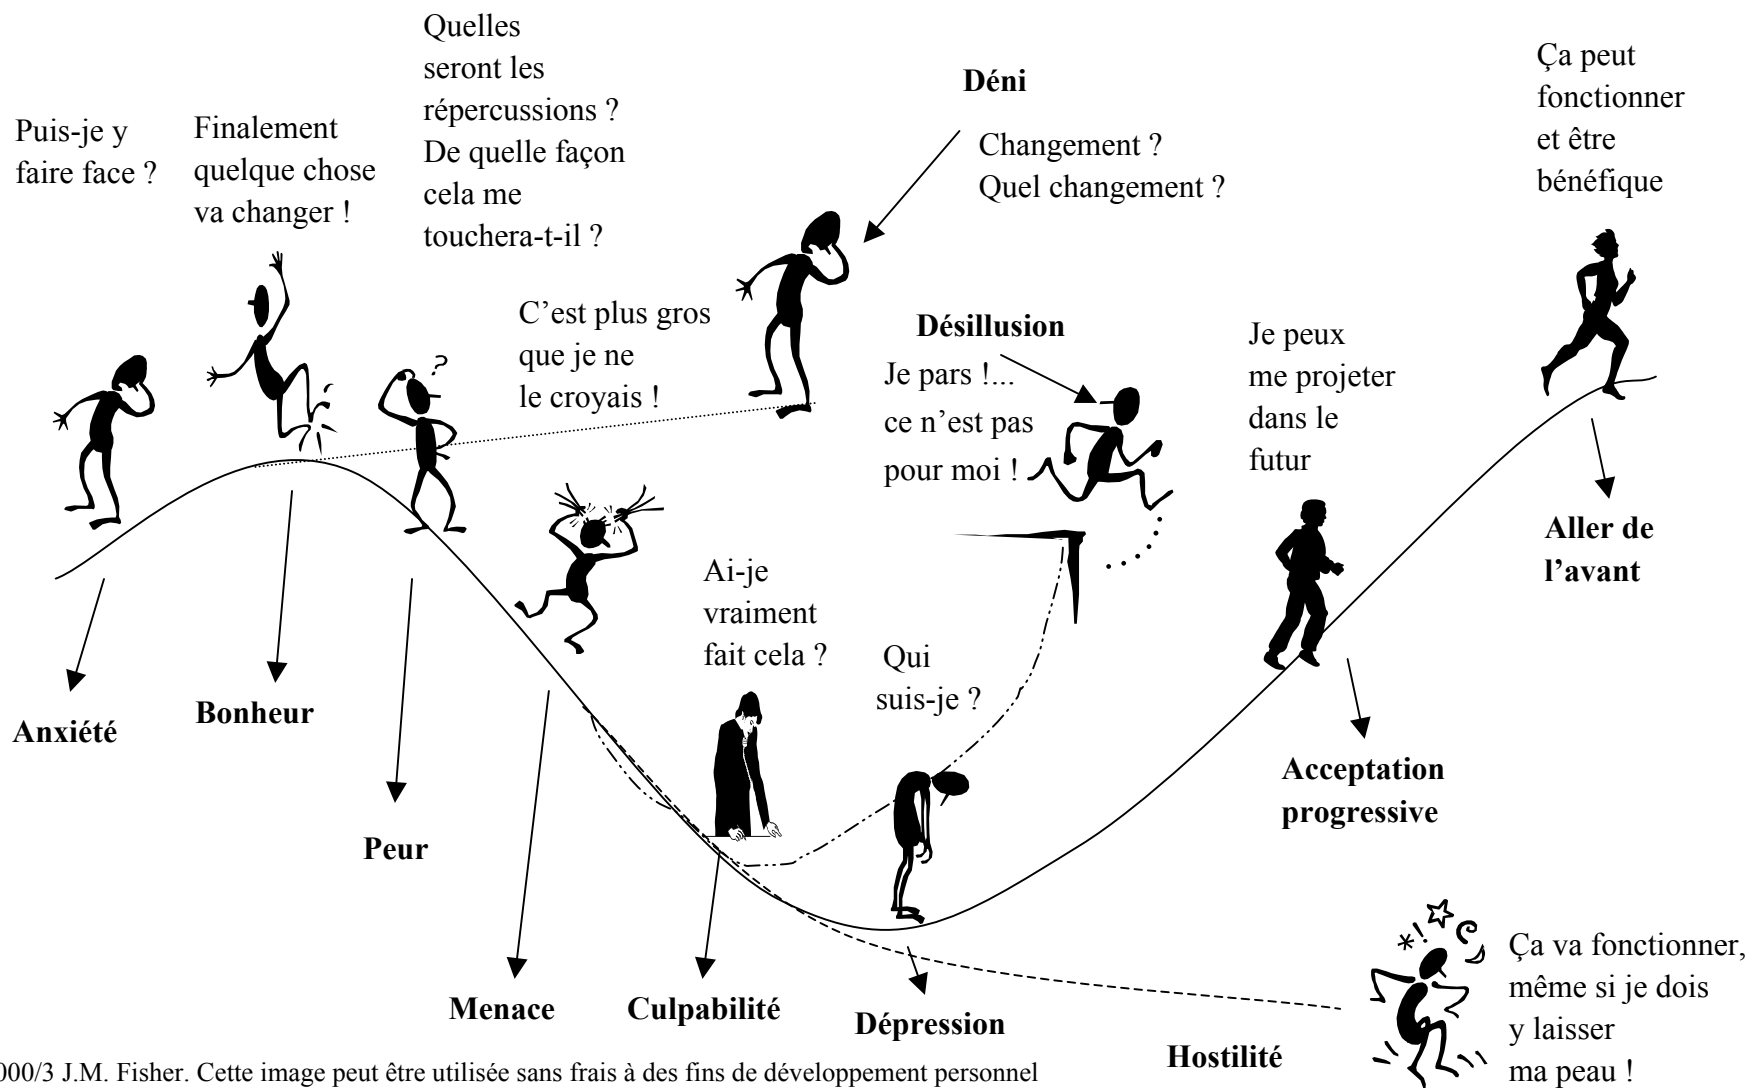 Puis-je y
faire face ?
Finalement
quelque chose
va changer !
Quelles
seront les
répercussions ?
De quelle façon
cela me
touchera-t-il ?
Déni
Changement ?
Quel changement ?
Ça peut
fonctionner
et être
bénéfique
C’est plus gros
que je ne
le croyais !
Désillusion
Je pars !...
ce n’est pas
pour moi !
Je peux
me projeter
dans le
futur
?
Aller de
l’avant
Ai-je
vraiment
fait cela ?
Qui
suis-je ?
Anxiété
Bonheur
Peur
Acceptation
progressive
Menace
Culpabilité
Dépression
Hostilité
*!
Ça va fonctionner,
même si je dois
y laisser
ma peau !
000/3 J.M. Fisher. Cette image peut être utilisée sans frais à des fins de développement personnel